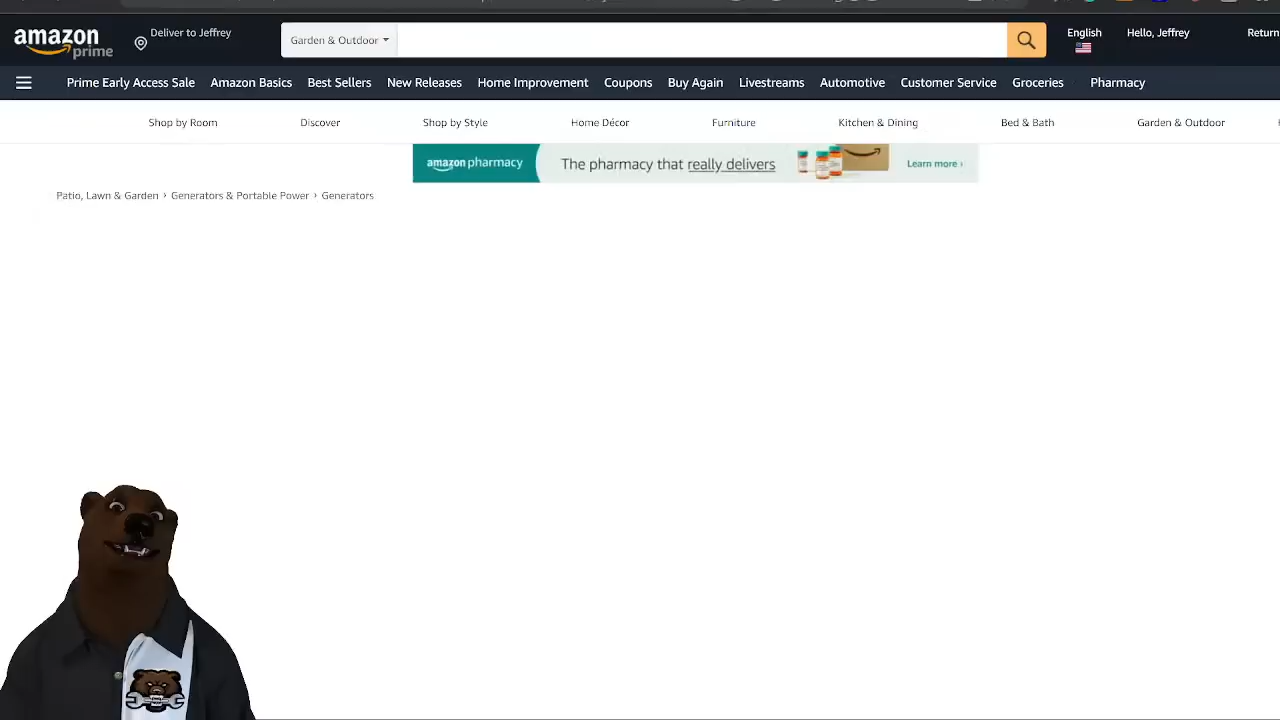 amazon
prime
Deliver to Jeffrey
Garden & Outdoor
English
Hello, Jeffrey
Return
Prime Early Access Sale
Amazon Basics
Best Sellers
New Releases
Home Improvement
Coupons
Buy Again
Livestreams
Automotive
Customer Service
Groceries
Pharmacy
Shop by Room
Discover
Shop by Style
Home Décor
Furniture
Kitchen & Dining
Bed & Bath
Garden & Outdoor
amazon pharmacy
The pharmacy that really delivers
Learn more ›
Patio, Lawn & Garden › Generators & Portable Power › Generators